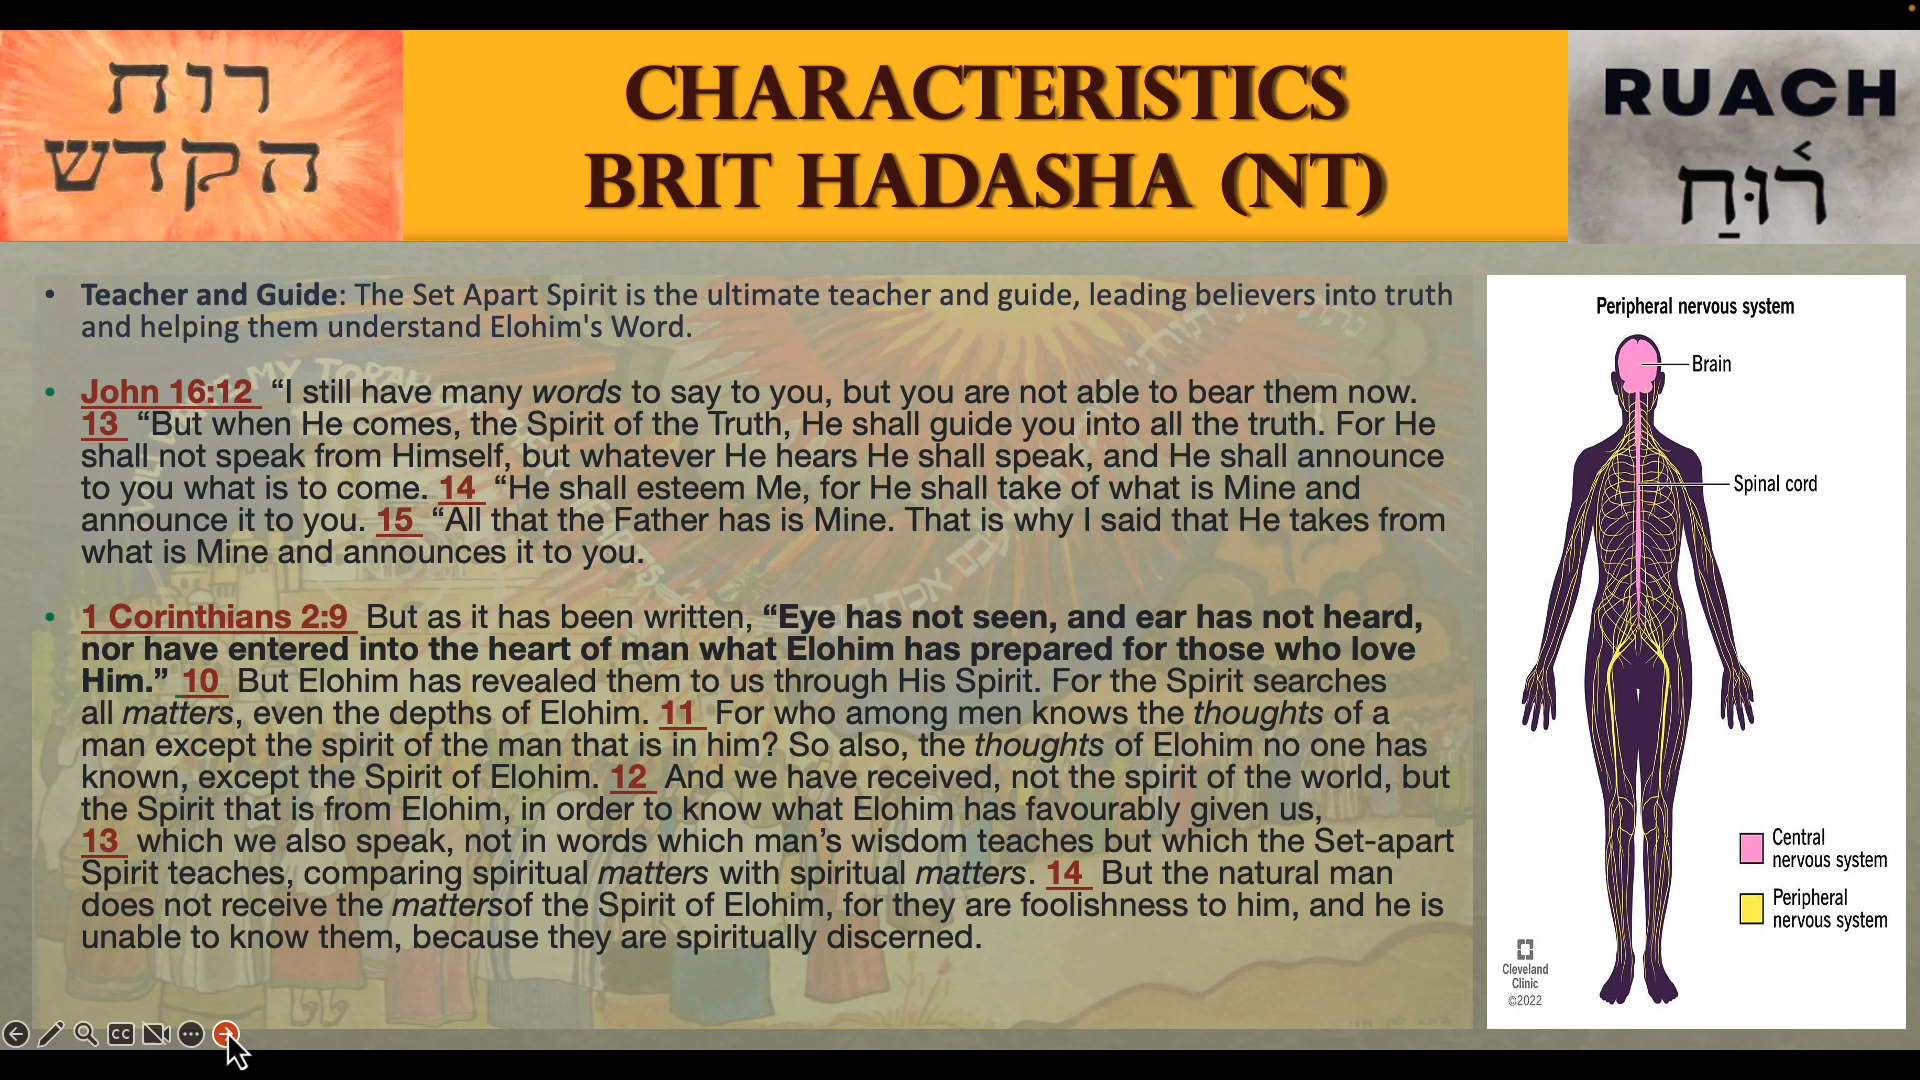 רוח
הקדש
CHARACTERISTICS
BRIT HADASHA (NT)
RUACH
ר֫וּחַ
• Teacher and Guide: The Set Apart Spirit is the ultimate teacher and guide, leading believers into truth
and helping them understand Elohim's Word.
• John 16:12 “I still have many words to say to you, but you are not able to bear them now.
13 “But when He comes, the Spirit of the Truth, He shall guide you into all the truth. For He
shall not speak from Himself, but whatever He hears He shall speak, and He shall announce
to you what is to come. 14 “He shall esteem Me, for He shall take of what is Mine and
announce it to you. 15 “All that the Father has is Mine. That is why I said that He takes from
what is Mine and announces it to you.
• 1 Corinthians 2:9 But as it has been written, “Eye has not seen, and ear has not heard,
nor have entered into the heart of man what Elohim has prepared for those who love
Him.” 10 But Elohim has revealed them to us through His Spirit. For the Spirit searches
all matters, even the depths of Elohim. 11 For who among men knows the thoughts of a
man except the spirit of the man that is in him? So also, the thoughts of Elohim no one has
known, except the Spirit of Elohim. 12 And we have received, not the spirit of the world, but
the Spirit that is from Elohim, in order to know what Elohim has favourably given us,
13 which we also speak, not in words which man’s wisdom teaches but which the Set-apart
Spirit teaches, comparing spiritual matters with spiritual matters. 14 But the natural man
does not receive the mattersof the Spirit of Elohim, for they are foolishness to him, and he is
unable to know them, because they are spiritually discerned.
MY TORAH
Peripheral nervous system
Brain
Spinal cord
Central
nervous system
Peripheral
nervous system
Cleveland
Clinic
©2022
CC